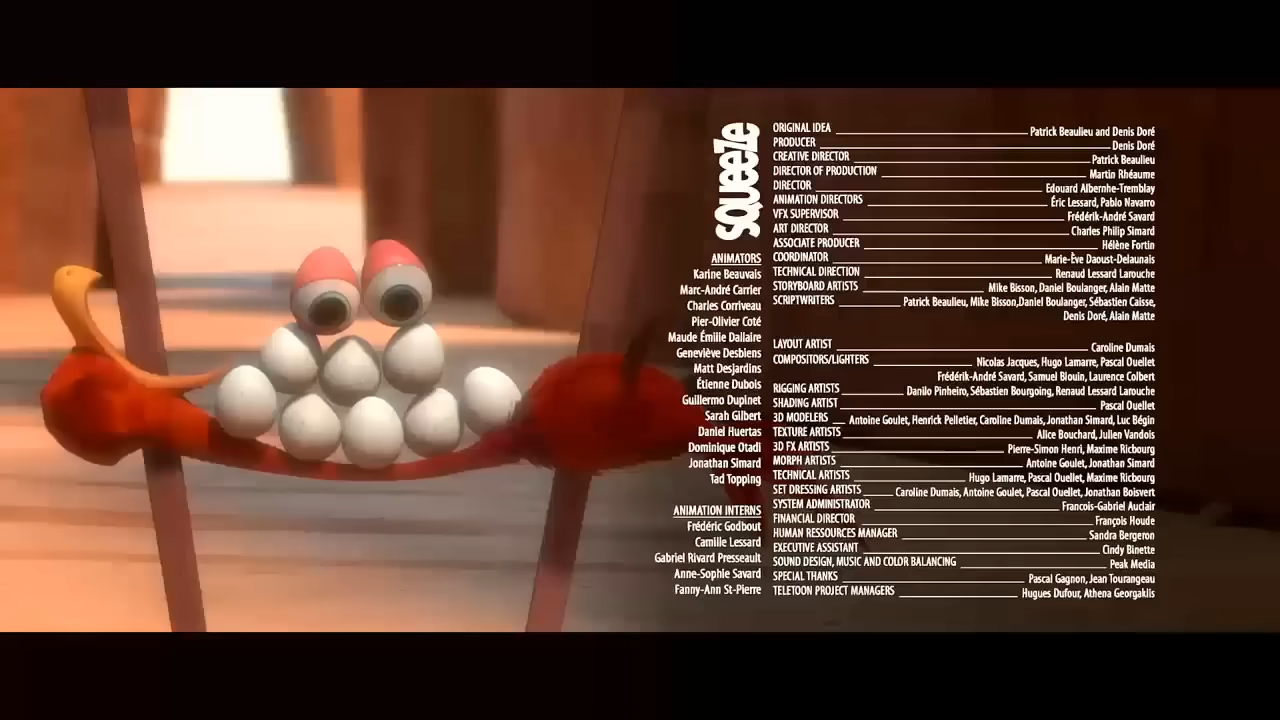 squeeze
ANIMATORS
Karine Beauvais
Marc-André Carrier
Charles Corriveau
Pier-Olivier Coté
Maude Émilie Dallaire
Geneviève Desbiens
Matt Desjardins
Étienne Dubois
Guillermo Dupinet
Sarah Gilbert
Daniel Huertas
Dominique Otadi
Jonathan Simard
Tad Topping
ANIMATION INTERNS
Frédéric Godbout
Camille Lessard
Gabriel Rivard Presseault
Anne-Sophie Savard
Fanny-Ann St-Pierre
ORIGINAL IDEA Patrick Beaulieu and Denis Doré
PRODUCER Denis Doré
CREATIVE DIRECTOR Patrick Beaulieu
DIRECTOR OF PRODUCTION Martin Rhéaume
DIRECTOR Edouard Albernhe-Tremblay
ANIMATION DIRECTORS Éric Lessard, Pablo Navarro
VFX SUPERVISOR Frédérik-André Savard
ART DIRECTOR Charles Philip Simard
ASSOCIATE PRODUCER Hélène Fortin
COORDINATOR Marie-Ève Daoust-Delaunais
TECHNICAL DIRECTION Renaud Lessard Larouche
STORYBOARD ARTISTS Mike Bisson, Daniel Boulanger, Alain Matte
SCRIPTWRITERS Patrick Beaulieu, Mike Bisson,Daniel Boulanger, Sébastien Caisse,
Denis Doré, Alain Matte
LAYOUT ARTIST Caroline Dumais
COMPOSITORS/LIGHTERS Nicolas Jacques, Hugo Lamarre, Pascal Ouellet
Frédérik-André Savard, Samuel Blouin, Laurence Colbert
RIGGING ARTISTS Danilo Pinheiro, Sébastien Bourgoing, Renaud Lessard Larouche
SHADING ARTIST Pascal Ouellet
3D MODELERS Antoine Goulet, Henrick Pelletier, Caroline Dumais, Jonathan Simard, Luc Bégin
TEXTURE ARTISTS Alice Bouchard, Julien Vandois
3D FX ARTISTS Pierre-Simon Henri, Maxime Ricbourg
MORPH ARTISTS Antoine Goulet, Jonathan Simard
TECHNICAL ARTISTS Hugo Lamarre, Pascal Ouellet, Maxime Ricbourg
SET DRESSING ARTISTS Caroline Dumais, Antoine Goulet, Pascal Ouellet, Jonathan Boisvert
SYSTEM ADMINISTRATOR Francois-Gabriel Auclair
FINANCIAL DIRECTOR François Houde
HUMAN RESSOURCES MANAGER Sandra Bergeron
EXECUTIVE ASSISTANT Cindy Binette
SOUND DESIGN, MUSIC AND COLOR BALANCING Peak Media
SPECIAL THANKS Pascal Gagnon, Jean Tourangeau
TELETOON PROJECT MANAGERS Hugues Dufour, Athena Georgaklis